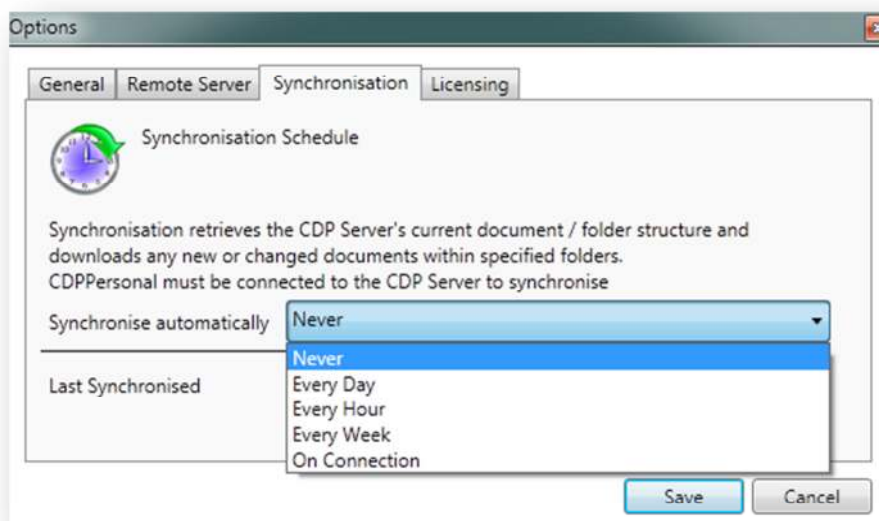 Options
General Remote Server Synchronisation Licensing
Synchronisation Schedule
Synchronisation retrieves the CDP Server's current document / folder structure and
downloads any new or changed documents within specified folders.
CDPPersonal must be connected to the CDP Server to synchronise
Synchronise automatically Never
Never
Last Synchronised Every Day
Every Hour
Every Week
On Connection
Save Cancel